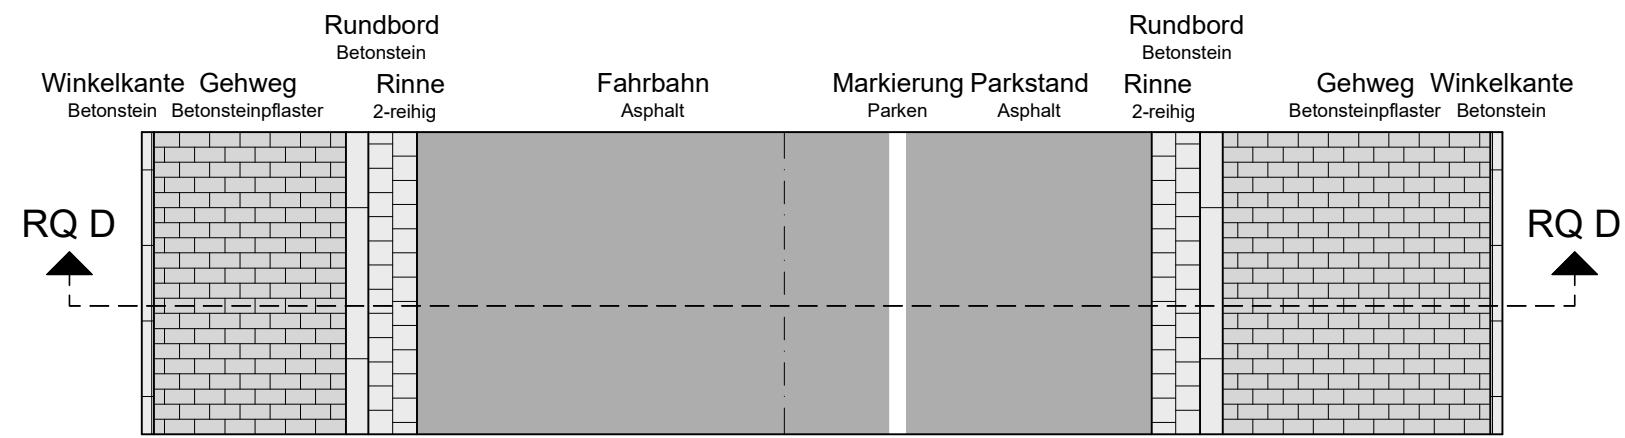 Rundbord Rundbord
Betonstein Betonstein
Winkelkante Gehweg Rinne Fahrbahn Markierung Parkstand Rinne Gehweg Winkelkante
Betonstein Betonsteinpflaster 2-reihig Asphalt Parken Asphalt 2-reihig Betonsteinpflaster Betonstein
RQ D RQ D